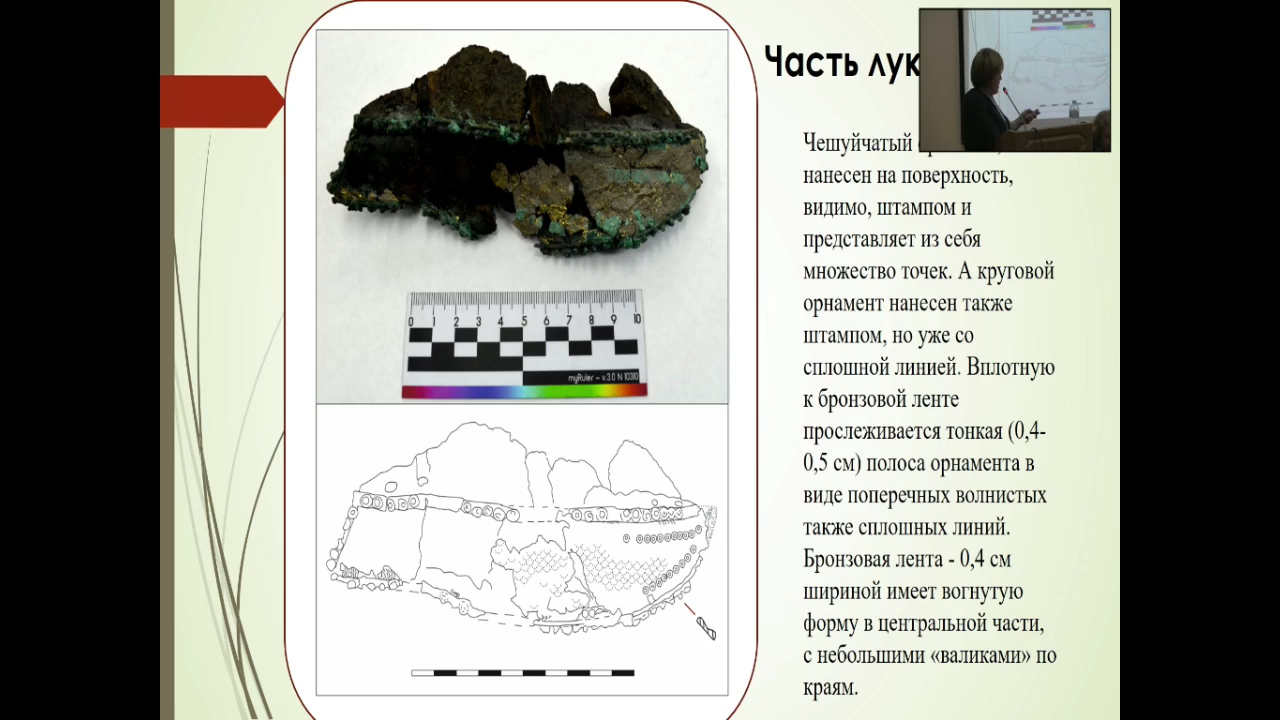 Часть лук
Чешуйчатый
нанесен на поверхность,
видимо, штампом и
представляет из себя
множество точек. А круговой
орнамент нанесен также
штампом, но уже со
сплошной линией. Вплотную
к бронзовой ленте
прослеживается тонкая (0,4-
0,5 см) полоса орнамента в
виде поперечных волнистых
также сплошных линий.
Бронзовая лента - 0,4 см
шириной имеет вогнутую
форму в центральной части,
с небольшими «валиками» по
краям.
0 1 2 3 4 5 6 7 8 9 10
myRuler – v.3.0 N 10310